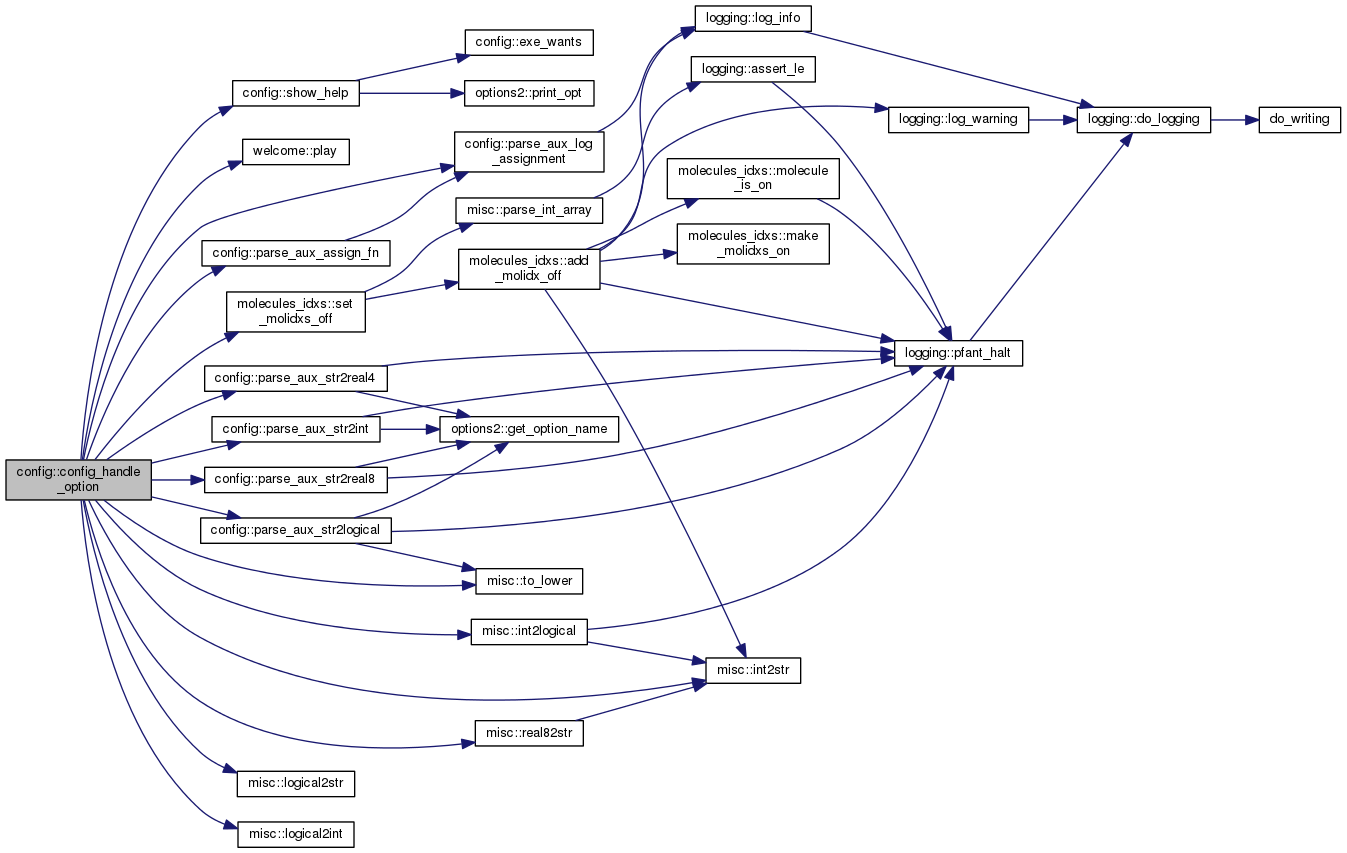 config::config_handle
_option
config::show_help
config::exe_wants
options2::print_opt
welcome::play
config::parse_aux_log
_assignment
config::parse_aux_assign_fn
molecules_idxs::set
_molidxs_off
misc::parse_int_array
molecules_idxs::add
_molidx_off
logging::log_info
logging::assert_le
logging::log_warning
molecules_idxs::molecule
_is_on
molecules_idxs::make
_molidxs_on
logging::do_logging
do_writing
logging::pfant_halt
config::parse_aux_str2real4
config::parse_aux_str2int
config::parse_aux_str2real8
config::parse_aux_str2logical
options2::get_option_name
misc::to_lower
misc::int2logical
misc::int2str
misc::real82str
misc::logical2str
misc::logical2int